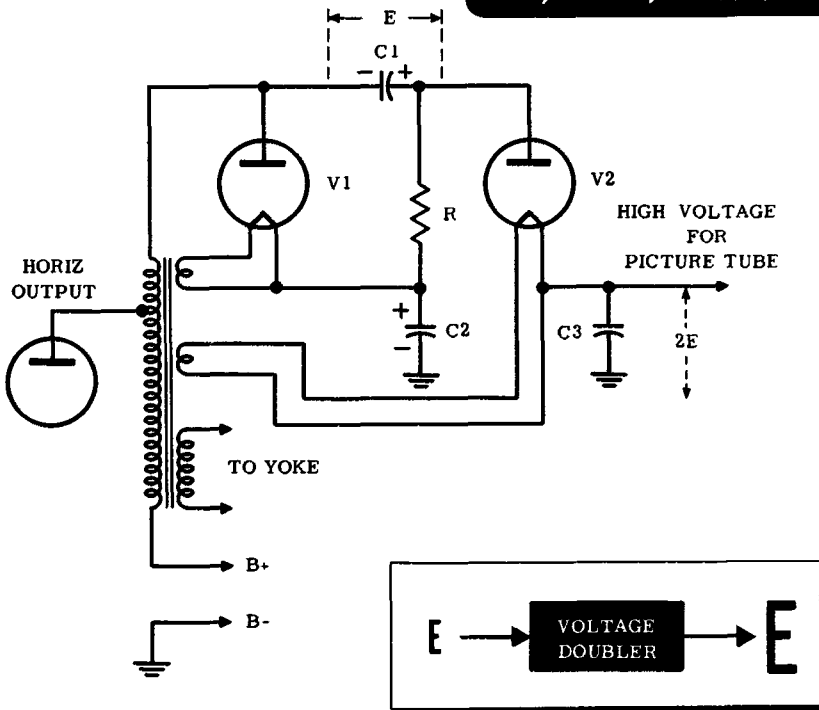 E
C1
- +
V1
V2
R
HIGH VOLTAGE
FOR
PICTURE TUBE
HORIZ
OUTPUT
+
C2
-
C3
2E
TO YOKE
B+
B-
E
VOLTAGE
DOUBLER
E